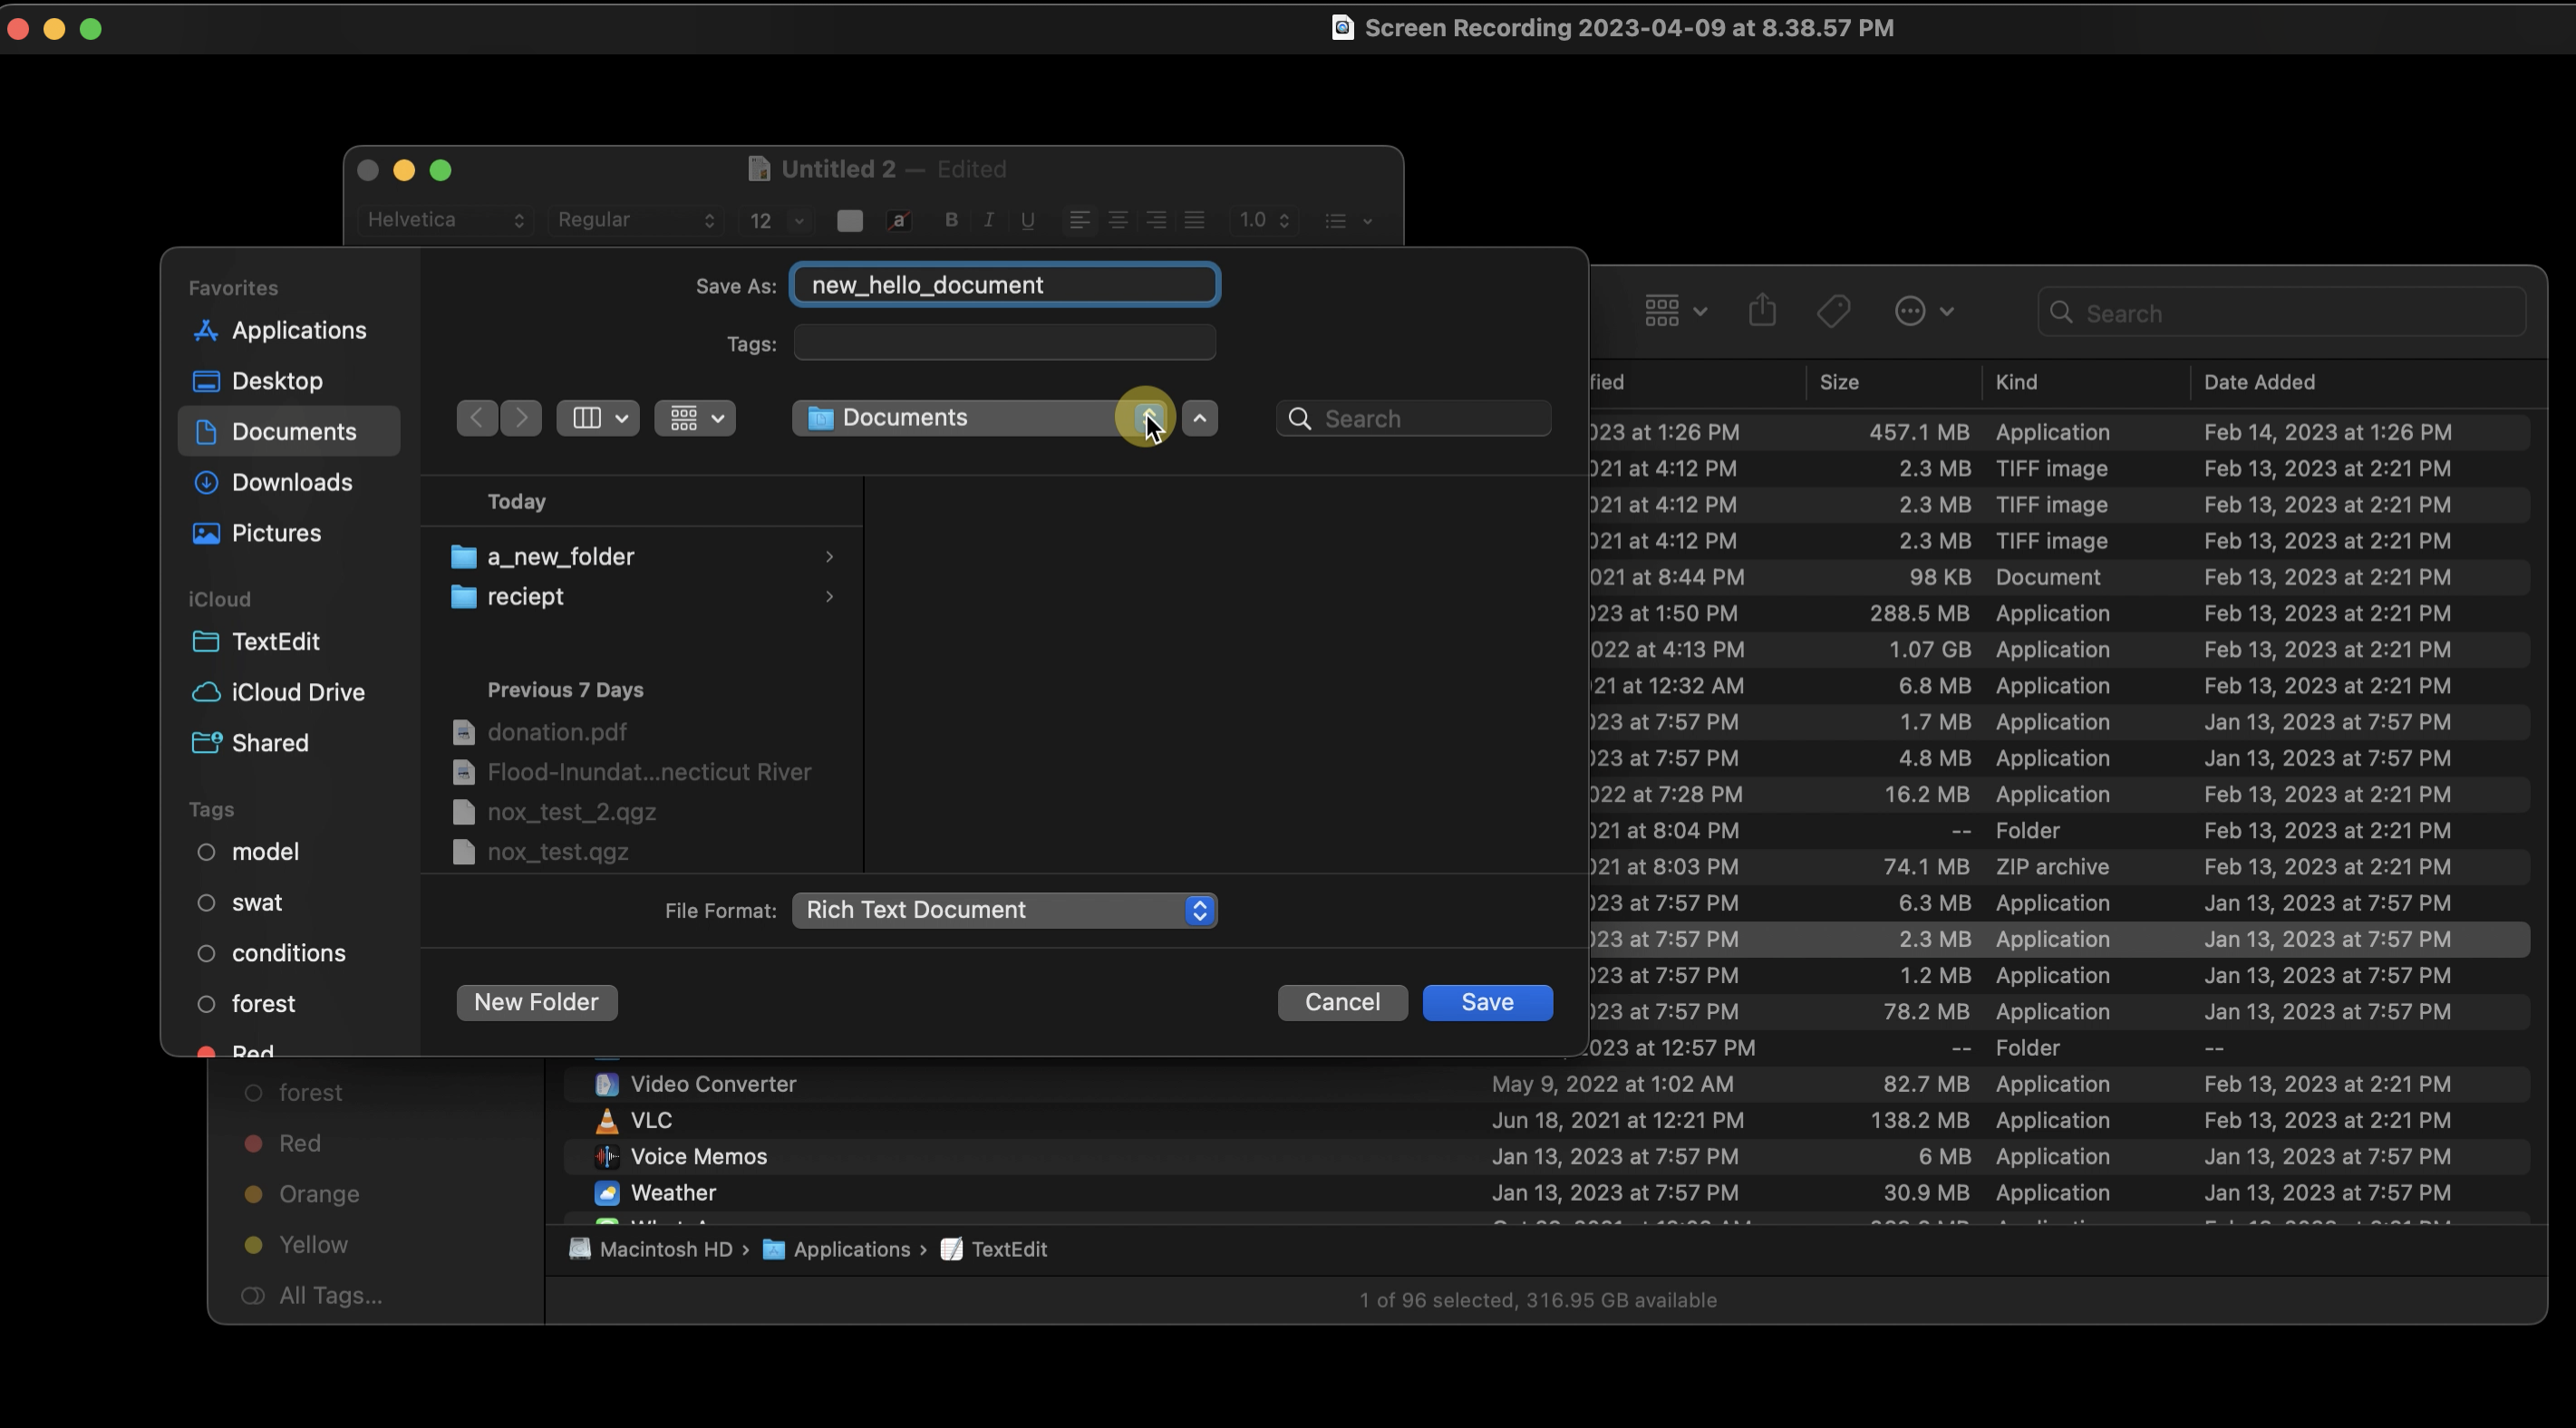 Screen Recording 2023-04-09 at 8.38.57 PM
Untitled 2 — Edited
Helvetica Regular 12 a B I U 1.0
Favorites
Applications
Desktop
Documents
Downloads
Pictures
iCloud
TextEdit
iCloud Drive
Shared
Tags
model
swat
conditions
forest
Red
Save As: new_hello_document
Tags:
Documents
Search
Today
a_new_folder
reciept
Previous 7 Days
donation.pdf
Flood-Inundat...necticut River
nox_test_2.qgz
nox_test.qgz
File Format: Rich Text Document
New Folder Cancel Save
Search
fied Size Kind Date Added
023 at 1:26 PM 457.1 MB Application Feb 14, 2023 at 1:26 PM
021 at 4:12 PM 2.3 MB TIFF image Feb 13, 2023 at 2:21 PM
021 at 4:12 PM 2.3 MB TIFF image Feb 13, 2023 at 2:21 PM
021 at 4:12 PM 2.3 MB TIFF image Feb 13, 2023 at 2:21 PM
021 at 8:44 PM 98 KB Document Feb 13, 2023 at 2:21 PM
023 at 1:50 PM 288.5 MB Application Feb 13, 2023 at 2:21 PM
022 at 4:13 PM 1.07 GB Application Feb 13, 2023 at 2:21 PM
21 at 12:32 AM 6.8 MB Application Feb 13, 2023 at 2:21 PM
023 at 7:57 PM 1.7 MB Application Jan 13, 2023 at 7:57 PM
023 at 7:57 PM 4.8 MB Application Jan 13, 2023 at 7:57 PM
022 at 7:28 PM 16.2 MB Application Feb 13, 2023 at 2:21 PM
021 at 8:04 PM -- Folder Feb 13, 2023 at 2:21 PM
021 at 8:03 PM 74.1 MB ZIP archive Feb 13, 2023 at 2:21 PM
023 at 7:57 PM 6.3 MB Application Jan 13, 2023 at 7:57 PM
023 at 7:57 PM 2.3 MB Application Jan 13, 2023 at 7:57 PM
023 at 7:57 PM 1.2 MB Application Jan 13, 2023 at 7:57 PM
023 at 7:57 PM 78.2 MB Application Jan 13, 2023 at 7:57 PM
2023 at 12:57 PM -- Folder --
Video Converter May 9, 2022 at 1:02 AM 82.7 MB Application Feb 13, 2023 at 2:21 PM
VLC Jun 18, 2021 at 12:21 PM 138.2 MB Application Feb 13, 2023 at 2:21 PM
Voice Memos Jan 13, 2023 at 7:57 PM 6 MB Application Jan 13, 2023 at 7:57 PM
Weather Jan 13, 2023 at 7:57 PM 30.9 MB Application Jan 13, 2023 at 7:57 PM
forest
Red
Orange
Yellow
All Tags...
Macintosh HD › Applications › TextEdit
1 of 96 selected, 316.95 GB available